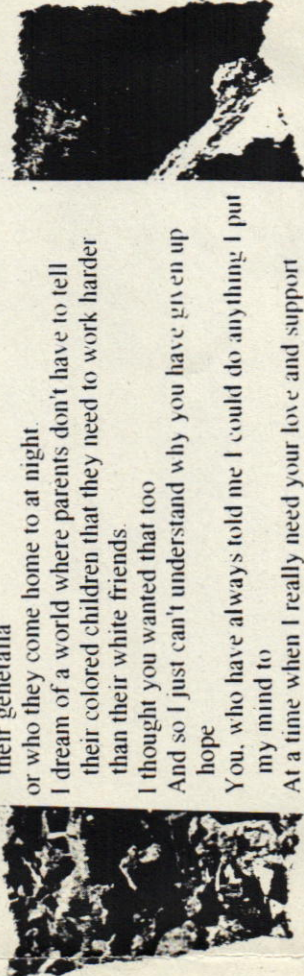 their genetalia
or who they come home to at night.
I dream of a world where parents don't have to tell
their colored children that they need to work harder
than their white friends.
I thought you wanted that too
And so I just can't understand why you have given up
hope
You, who have always told me I could do anything I put
my mind to
At a time when I really need your love and support